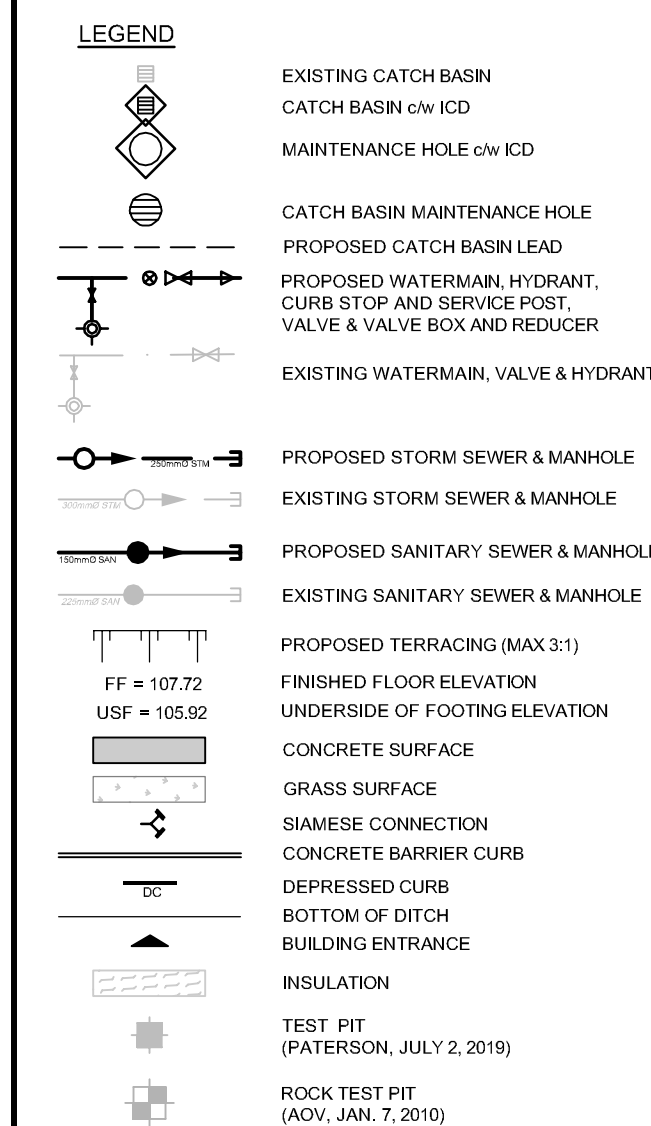 LEGEND
EXISTING CATCH BASIN
CATCH BASIN c/w ICD
MAINTENANCE HOLE c/w ICD
CATCH BASIN MAINTENANCE HOLE
PROPOSED CATCH BASIN LEAD
PROPOSED WATERMAIN, HYDRANT,
CURB STOP AND SERVICE POST,
VALVE & VALVE BOX AND REDUCER
EXISTING WATERMAIN, VALVE & HYDRANT
250mmØ STM PROPOSED STORM SEWER & MANHOLE
300mmØ STM EXISTING STORM SEWER & MANHOLE
150mmØ SAN PROPOSED SANITARY SEWER & MANHOLE
225mmØ SAN EXISTING SANITARY SEWER & MANHOLE
PROPOSED TERRACING (MAX 3:1)
FF = 107.72 FINISHED FLOOR ELEVATION
USF = 105.92 UNDERSIDE OF FOOTING ELEVATION
CONCRETE SURFACE
GRASS SURFACE
SIAMESE CONNECTION
CONCRETE BARRIER CURB
DC DEPRESSED CURB
BOTTOM OF DITCH
BUILDING ENTRANCE
INSULATION
TEST PIT
(PATERSON, JULY 2, 2019)
ROCK TEST PIT
(AOV, JAN. 7, 2010)